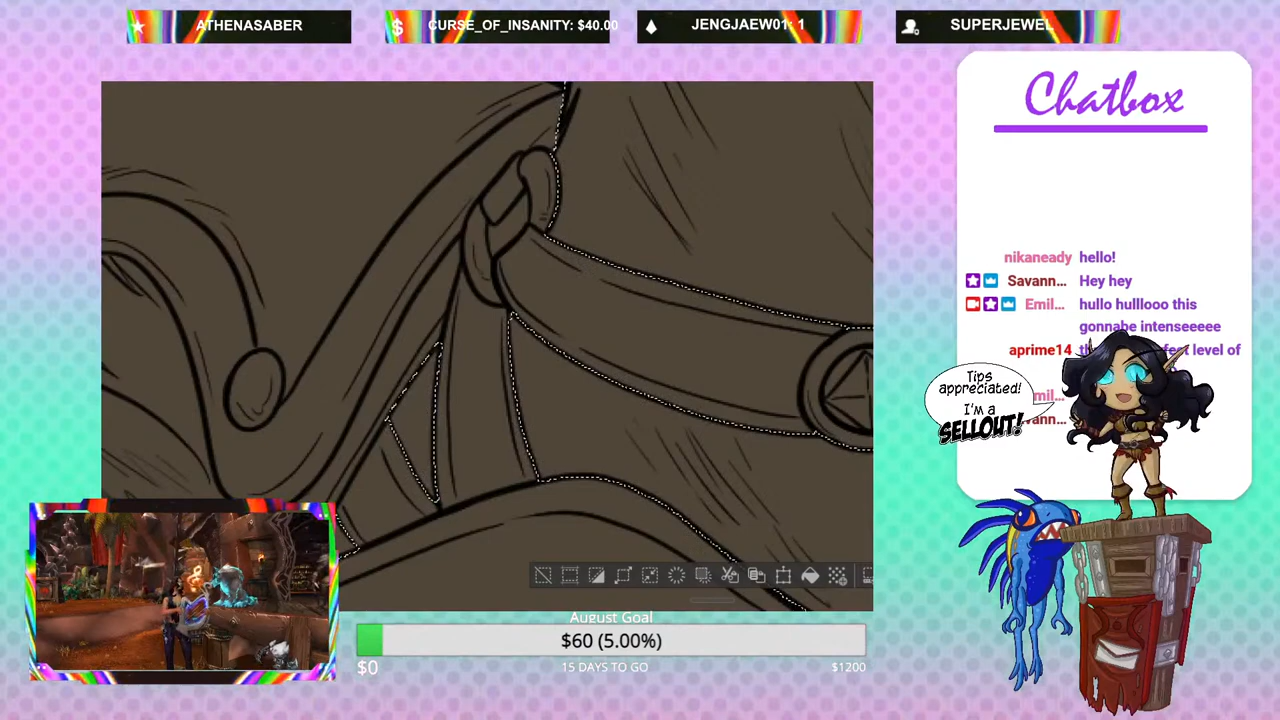 ATHENASABER
CURSE_OF_INSANITY: $40.00
JENGJAEW01: 1
SUPERJEWEL
Chatbox
nikaneady hello!
Savann... Hey hey
Emil... hullo hulllooo this
gonnabe intenseeeee
aprime14 level of
Tips
appreciated!
I'm a
SELLOUT!
August Goal
$60 (5.00%)
$0 15 DAYS TO GO $1200